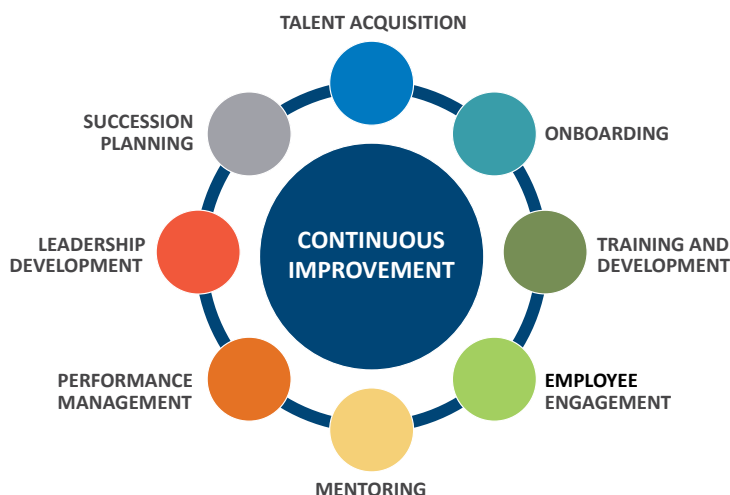 TALENT ACQUISITION
ONBOARDING
TRAINING AND
DEVELOPMENT
EMPLOYEE
ENGAGEMENT
MENTORING
PERFORMANCE
MANAGEMENT
LEADERSHIP
DEVELOPMENT
SUCCESSION
PLANNING
CONTINUOUS
IMPROVEMENT